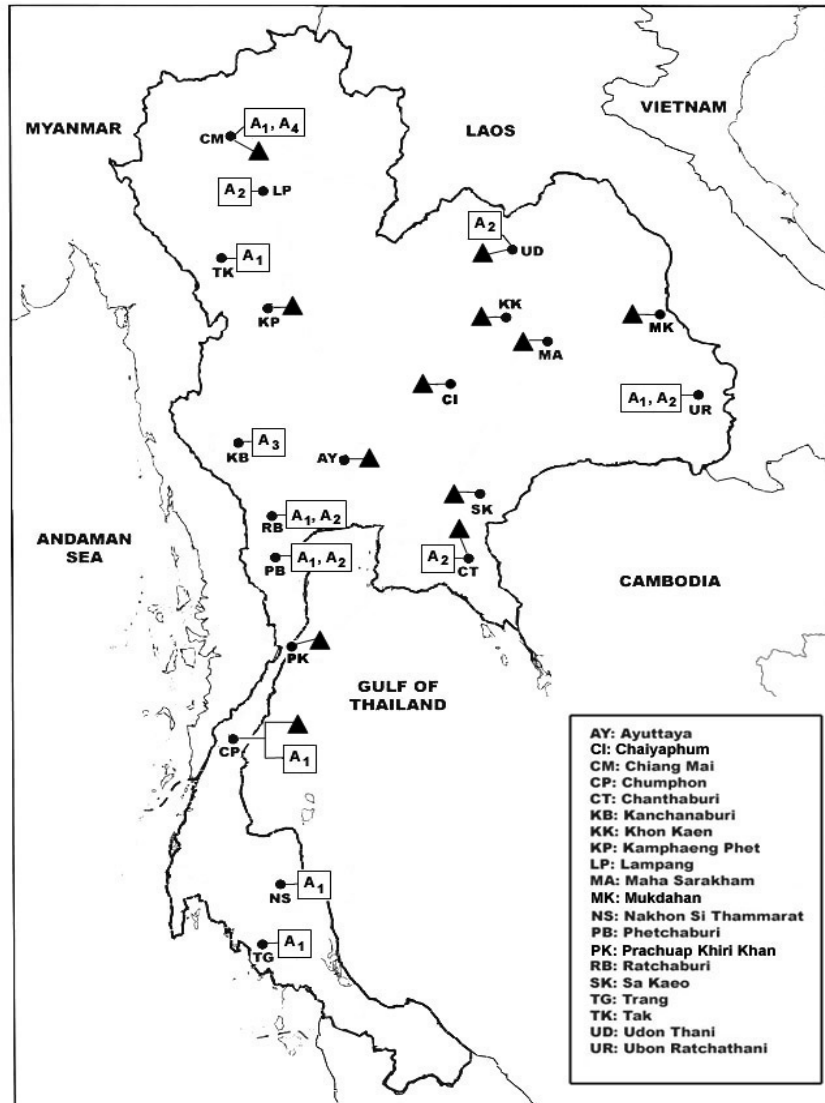 MYANMAR
VIETNAM
LAOS
CM
A1, A4
A2
LP
A2
UD
TK
A1
KP
KK
MA
MK
CI
A1, A2
UR
KB
A3
AY
SK
RB
A1, A2
ANDAMAN
SEA
PB
A1, A2
A2
CT
CAMBODIA
PK
GULF OF
THAILAND
CP
A1
NS
A1
TG
A1
AY: Ayuttaya
CI: Chaiyaphum
CM: Chiang Mai
CP: Chumphon
CT: Chanthaburi
KB: Kanchanaburi
KK: Khon Kaen
KP: Kamphaeng Phet
LP: Lampang
MA: Maha Sarakham
MK: Mukdahan
NS: Nakhon Si Thammarat
PB: Phetchaburi
PK: Prachuap Khiri Khan
RB: Ratchaburi
SK: Sa Kaeo
TG: Trang
TK: Tak
UD: Udon Thani
UR: Ubon Ratchathani